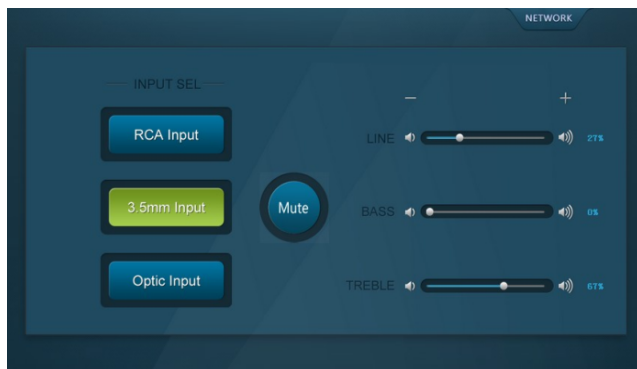 NETWORK
INPUT SEL
RCA Input
3.5mm Input
Optic Input
Mute
− +
LINE 27%
BASS 0%
TREBLE 67%